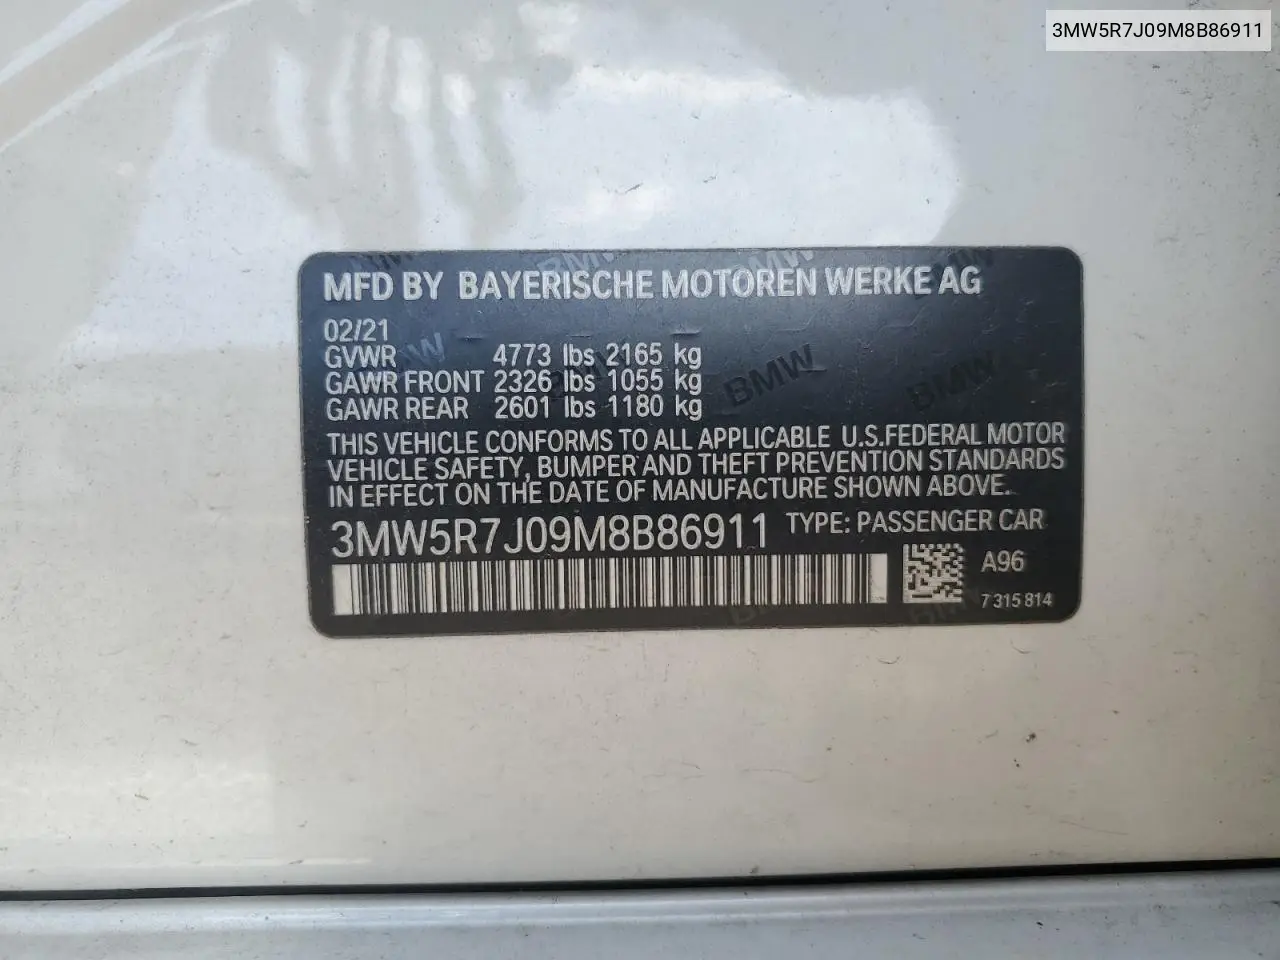 3MW5R7J09M8B86911
MFD BY BAYERISCHE MOTOREN WERKE AG
02/21
GVWR 4773 lbs 2165 kg
GAWR FRONT 2326 lbs 1055 kg
GAWR REAR 2601 lbs 1180 kg
THIS VEHICLE CONFORMS TO ALL APPLICABLE U.S.FEDERAL MOTOR
VEHICLE SAFETY, BUMPER AND THEFT PREVENTION STANDARDS
IN EFFECT ON THE DATE OF MANUFACTURE SHOWN ABOVE.
3MW5R7J09M8B86911 TYPE: PASSENGER CAR
A96
7 315 814
BMW
BMW
BMW